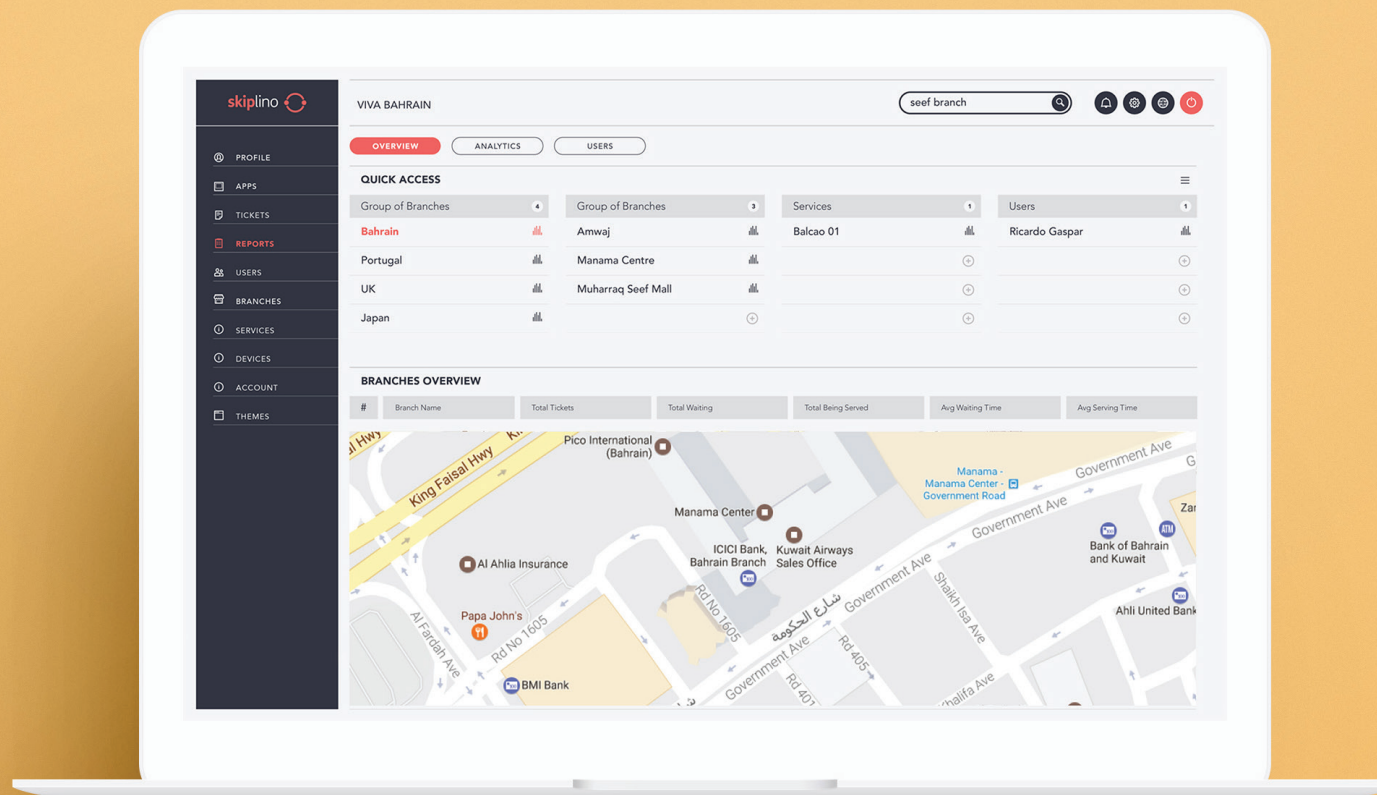 skiplino
VIVA BAHRAIN
seef branch
PROFILE
APPS
TICKETS
REPORTS
USERS
BRANCHES
SERVICES
DEVICES
ACCOUNT
THEMES
OVERVIEW
ANALYTICS
USERS
QUICK ACCESS
Group of Branches 4
Bahrain
Portugal
UK
Japan
Group of Branches 3
Amwaj
Manama Centre
Muharraq Seef Mall
Services 1
Balcao 01
Users 1
Ricardo Gaspar
BRANCHES OVERVIEW
# Branch Name Total Tickets Total Waiting Total Being Served Avg Waiting Time Avg Serving Time
al Hwy
King Faisal Hwy
Pico International
(Bahrain)
Manama -
Manama Center -
Government Road
Government Ave
G
Manama Center
Government Ave
Zar
ATM
ICICI Bank,
Bahrain Branch
Kuwait Airways
Sales Office
Bank of Bahrain
and Kuwait
Al Ahlia Insurance
Government Ave
Shaikh Isa Ave
Ahli United Bank
Papa John's
Rd No 1605
Rd No 1605
شارع الحكومة
Al Fardah Ave
Government Ave
Rd 405
Rd 401
BMI Bank
Khalifa Ave